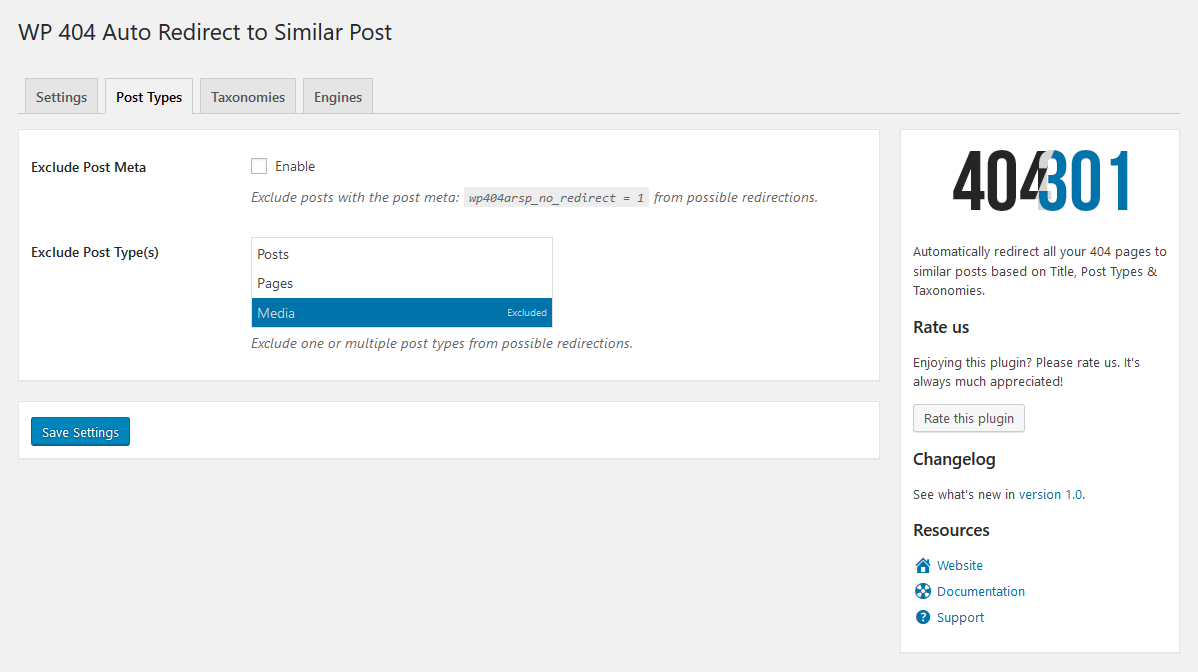 WP 404 Auto Redirect to Similar Post
Settings
Post Types
Taxonomies
Engines
Exclude Post Meta
Enable
Exclude posts with the post meta: wp404arsp_no_redirect = 1 from possible redirections.
Exclude Post Type(s)
Posts
Pages
Media Excluded
Exclude one or multiple post types from possible redirections.
Save Settings
404301
Automatically redirect all your 404 pages to
similar posts based on Title, Post Types &
Taxonomies.
Rate us
Enjoying this plugin? Please rate us. It's
always much appreciated!
Rate this plugin
Changelog
See what's new in version 1.0.
Resources
Website
Documentation
Support